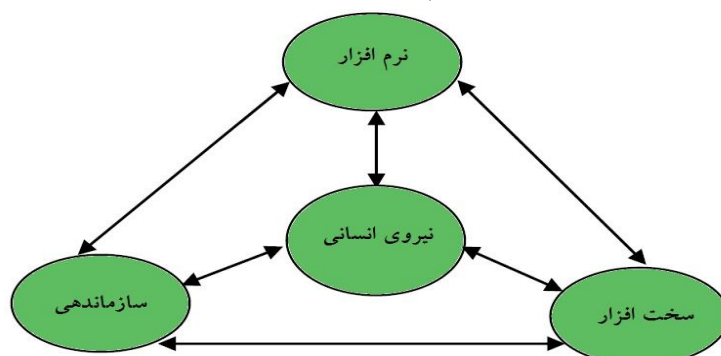 نرم افزار
نیروی انسانی
سازماندهی
سخت افزار